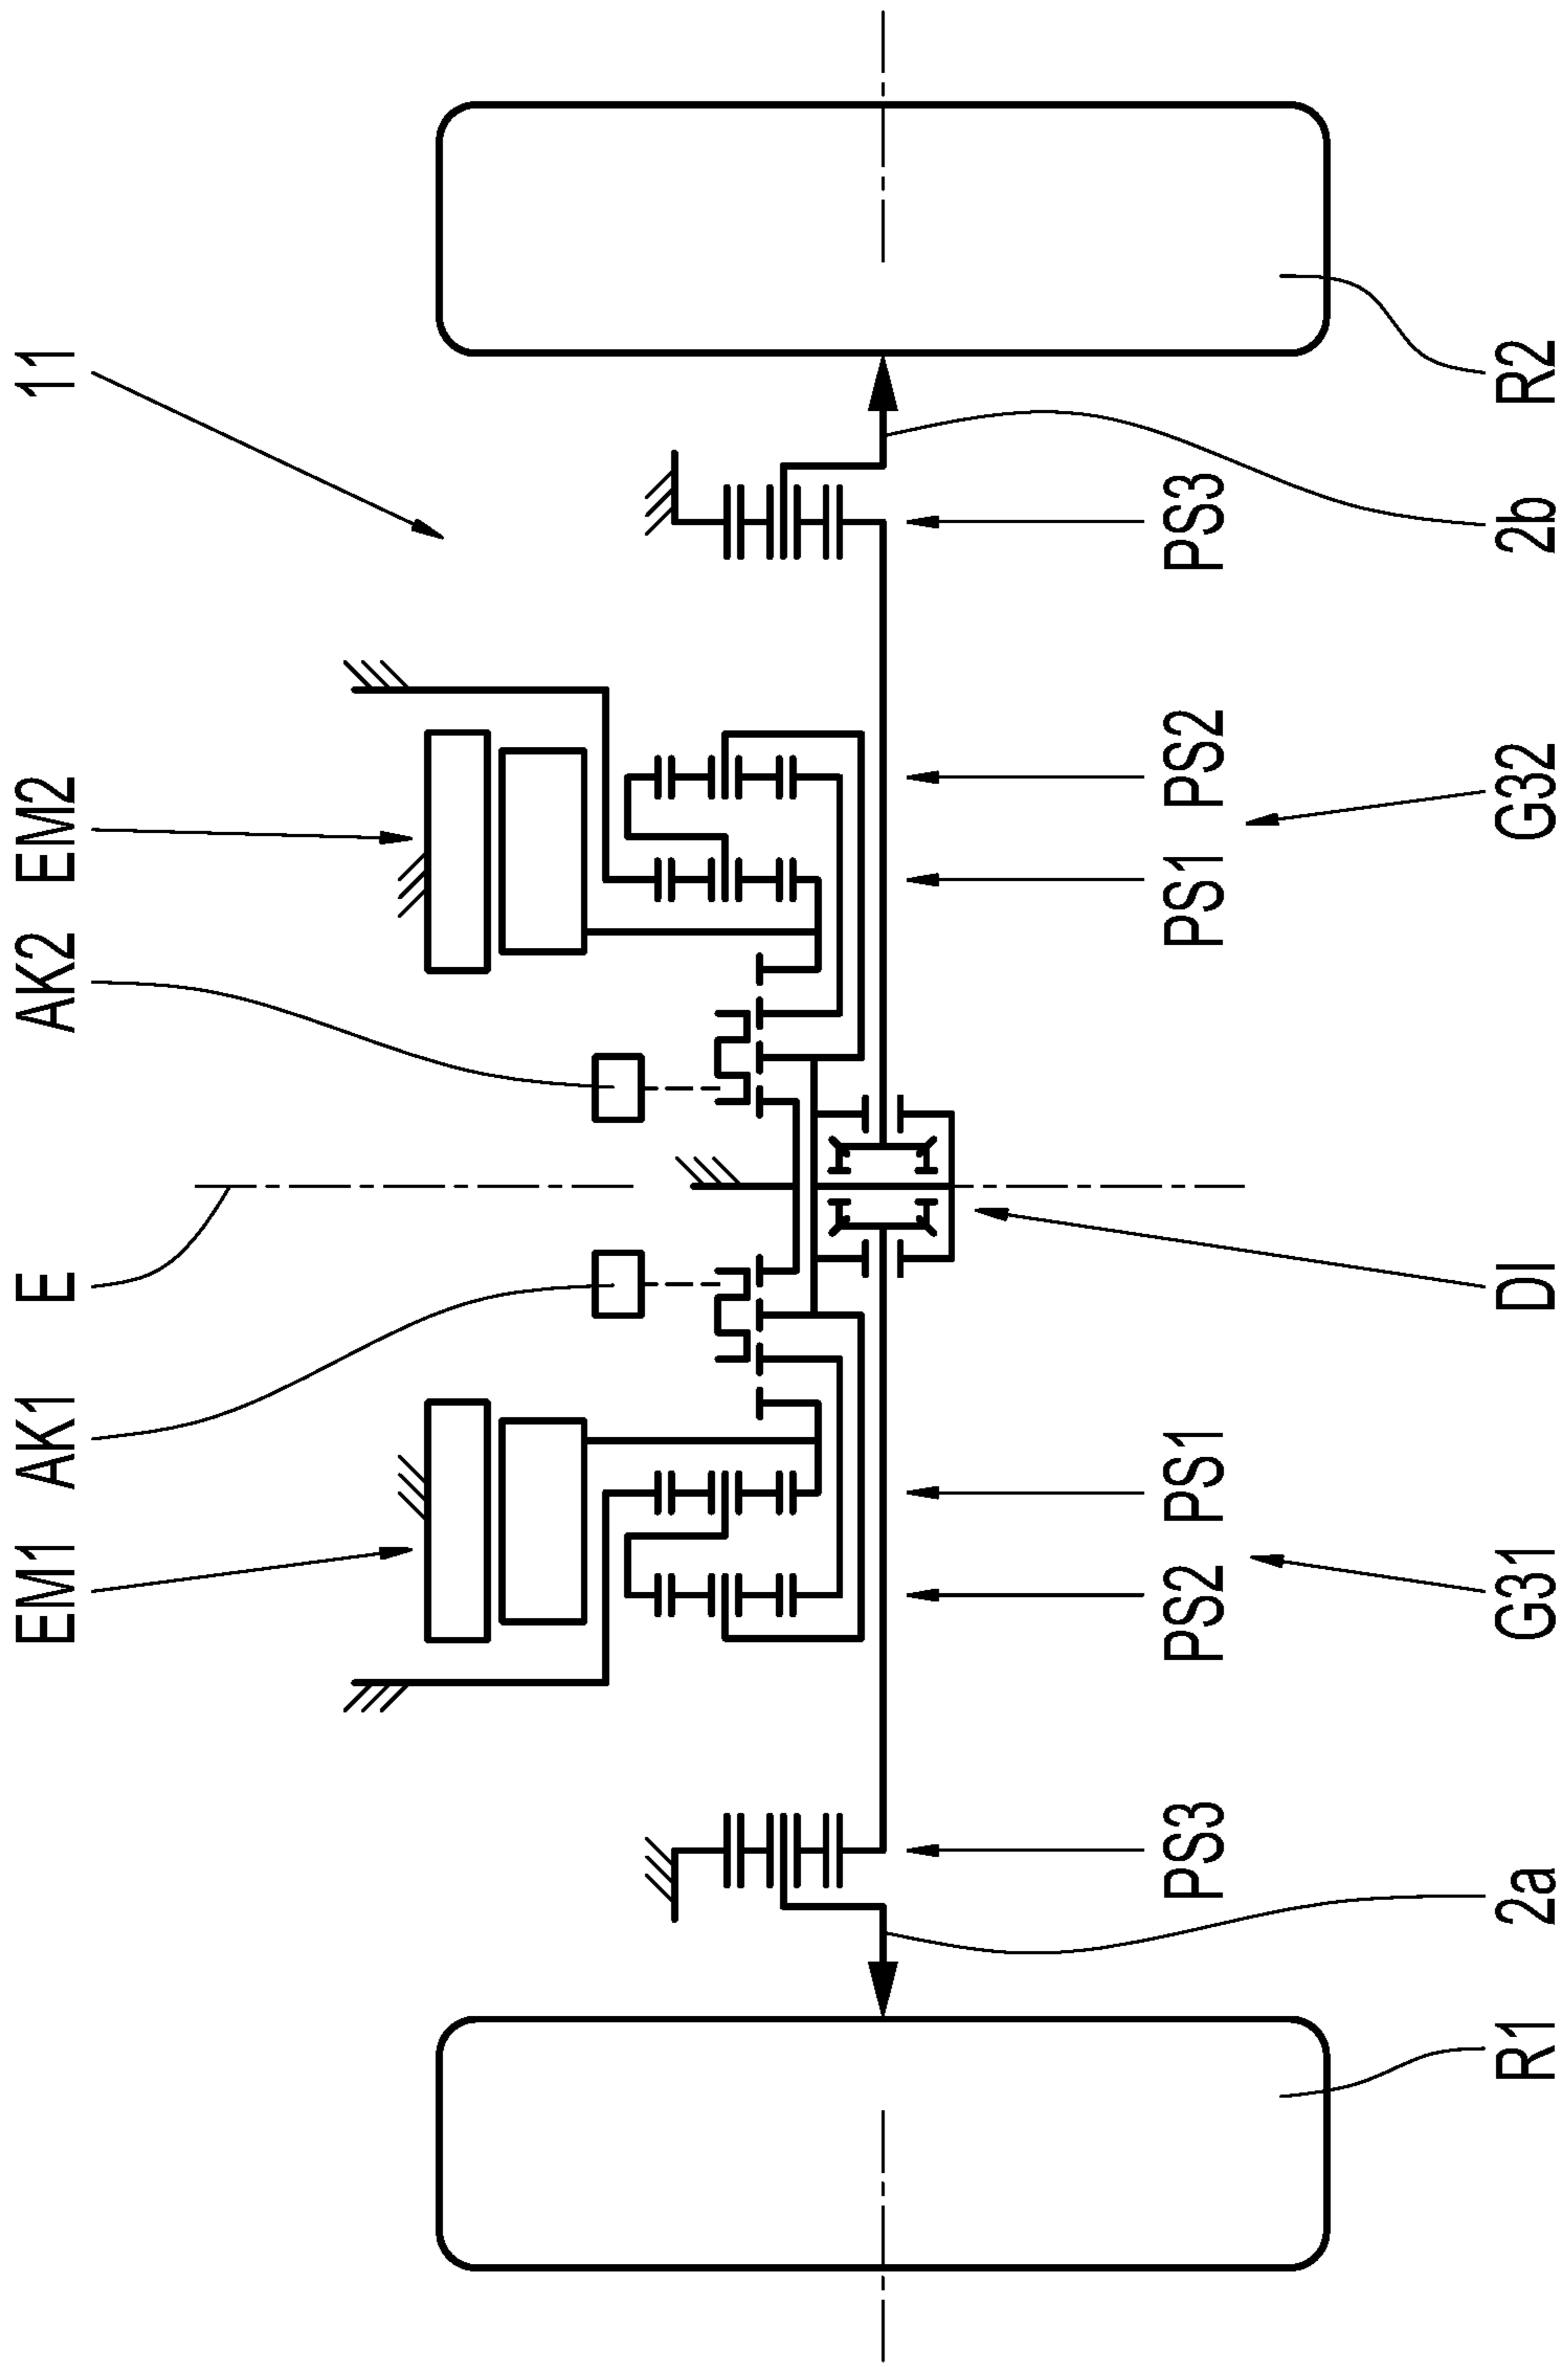 EM1 AK1 E AK2 EM2 11
PS3 PS2 PS1 PS1 PS2 PS3
R1 2a G31 DI G32 2b R2